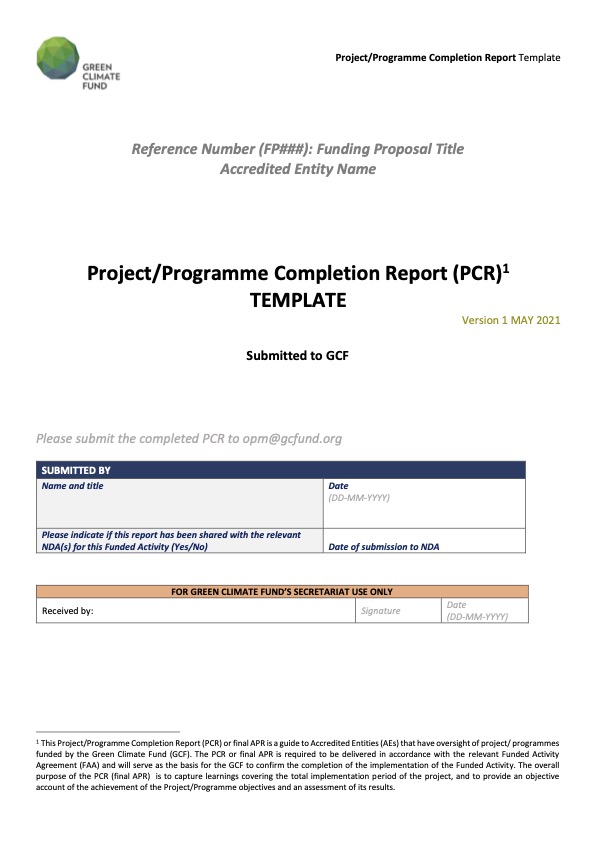 GREEN
CLIMATE
FUND
Project/Programme Completion Report Template
Reference Number (FP###): Funding Proposal Title
Accredited Entity Name
Project/Programme Completion Report (PCR)¹
TEMPLATE
Version 1 MAY 2021
Submitted to GCF
Please submit the completed PCR to opm@gcfund.org
SUBMITTED BY
Name and title
Date
(DD-MM-YYYY)
Please indicate if this report has been shared with the relevant
NDA(s) for this Funded Activity (Yes/No)
Date of submission to NDA
FOR GREEN CLIMATE FUND'S SECRETARIAT USE ONLY
Received by:
Signature
Date
(DD-MM-YYYY)
¹ This Project/Programme Completion Report (PCR) or final APR is a guide to Accredited Entities (AEs) that have oversight of project/ programmes
funded by the Green Climate Fund (GCF). The PCR or final APR is required to be delivered in accordance with the relevant Funded Activity
Agreement (FAA) and will serve as the basis for the GCF to confirm the completion of the implementation of the Funded Activity. The overall
purpose of the PCR (final APR) is to capture learnings covering the total implementation period of the project, and to provide an objective
account of the achievement of the Project/Programme objectives and an assessment of its results.